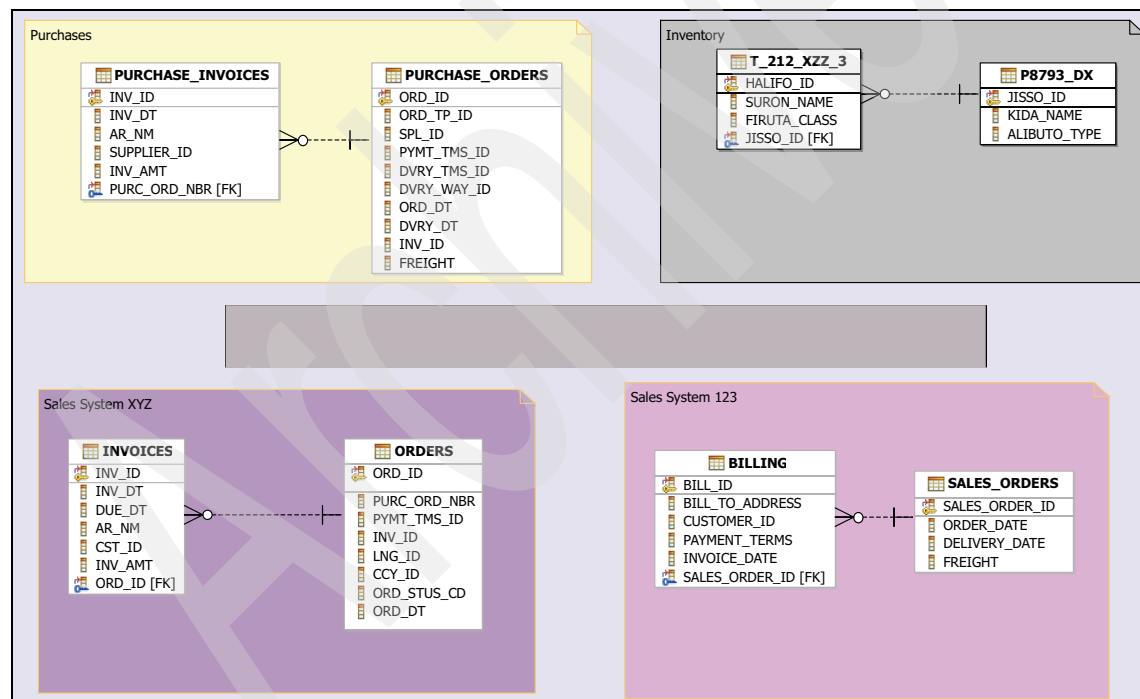 Purchases
PURCHASE_INVOICES
INV_ID
INV_DT
AR_NM
SUPPLIER_ID
INV_AMT
PURC_ORD_NBR [FK]
PURCHASE_ORDERS
ORD_ID
ORD_TP_ID
SPL_ID
PYMT_TMS_ID
DVRY_TMS_ID
DVRY_WAY_ID
ORD_DT
DVRY_DT
INV_ID
FREIGHT
Inventory
T_212_XZZ_3
HALIFO_ID
SURON_NAME
FIRUTA_CLASS
JISSO_ID [FK]
P8793_DX
JISSO_ID
KIDA_NAME
ALIBUTO_TYPE
Sales System XYZ
INVOICES
INV_ID
INV_DT
DUE_DT
AR_NM
CST_ID
INV_AMT
ORD_ID [FK]
ORDERS
ORD_ID
PURC_ORD_NBR
PYMT_TMS_ID
INV_ID
LNG_ID
CCY_ID
ORD_STUS_CD
ORD_DT
Sales System 123
BILLING
BILL_ID
BILL_TO_ADDRESS
CUSTOMER_ID
PAYMENT_TERMS
INVOICE_DATE
SALES_ORDER_ID [FK]
SALES_ORDERS
SALES_ORDER_ID
ORDER_DATE
DELIVERY_DATE
FREIGHT